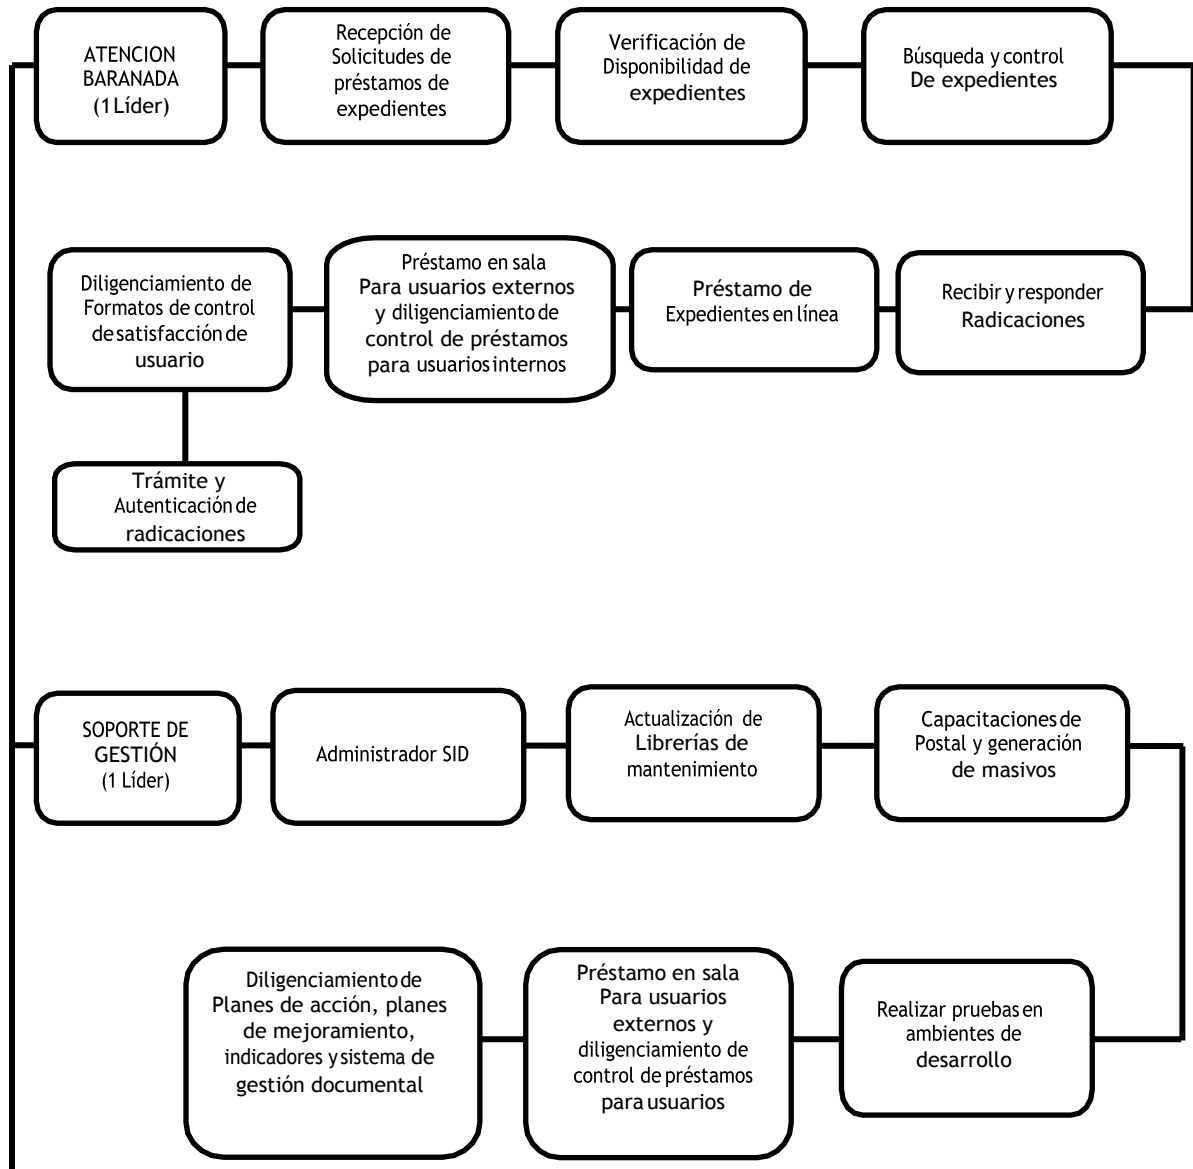 ATENCION
BARANADA
(1 Líder)
Recepción de
Solicitudes de
préstamos de
expedientes
Verificación de
Disponibilidad de
expedientes
Búsqueda y control
De expedientes
Recibir y responder
Radicaciones
Préstamo de
Expedientes en línea
Préstamo en sala
Para usuarios externos
y diligenciamiento de
control de préstamos
para usuarios internos
Diligenciamiento de
Formatos de control
de satisfacción de
usuario
Trámite y
Autenticación de
radicaciones
SOPORTE DE
GESTIÓN
(1 Líder)
Administrador SID
Actualización de
Librerías de
mantenimiento
Capacitaciones de
Postal y generación
de masivos
Realizar pruebas en
ambientes de
desarrollo
Préstamo en sala
Para usuarios
externos y
diligenciamiento de
control de préstamos
para usuarios
Diligenciamiento de
Planes de acción, planes
de mejoramiento,
indicadores y sistema de
gestión documental